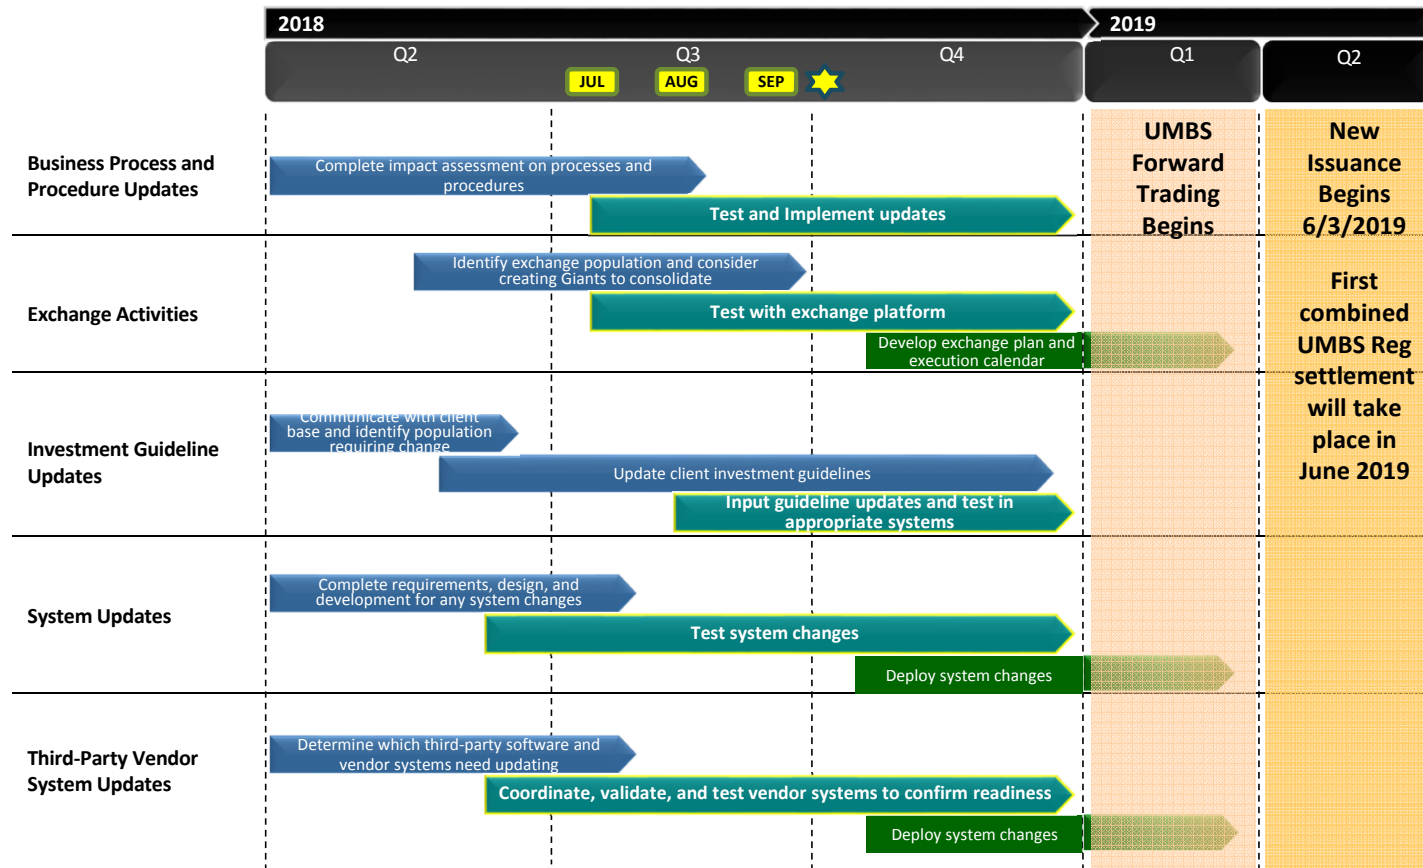 2018
2019
Q2
Q3
Q4
Q1
Q2
JUL
AUG
SEP
UMBS
Forward
Trading
Begins
New
Issuance
Begins
6/3/2019
First
combined
UMBS Reg
settlement
will take
place in
June 2019
Business Process and
Procedure Updates
Complete impact assessment on processes and
procedures
Test and Implement updates
Exchange Activities
Identify exchange population and consider
creating Giants to consolidate
Test with exchange platform
Develop exchange plan and
execution calendar
Investment Guideline
Updates
Communicate with client
base and identify population
requiring change
Update client investment guidelines
Input guideline updates and test in
appropriate systems
System Updates
Complete requirements, design, and
development for any system changes
Test system changes
Deploy system changes
Third-Party Vendor
System Updates
Determine which third-party software and
vendor systems need updating
Coordinate, validate, and test vendor systems to confirm readiness
Deploy system changes